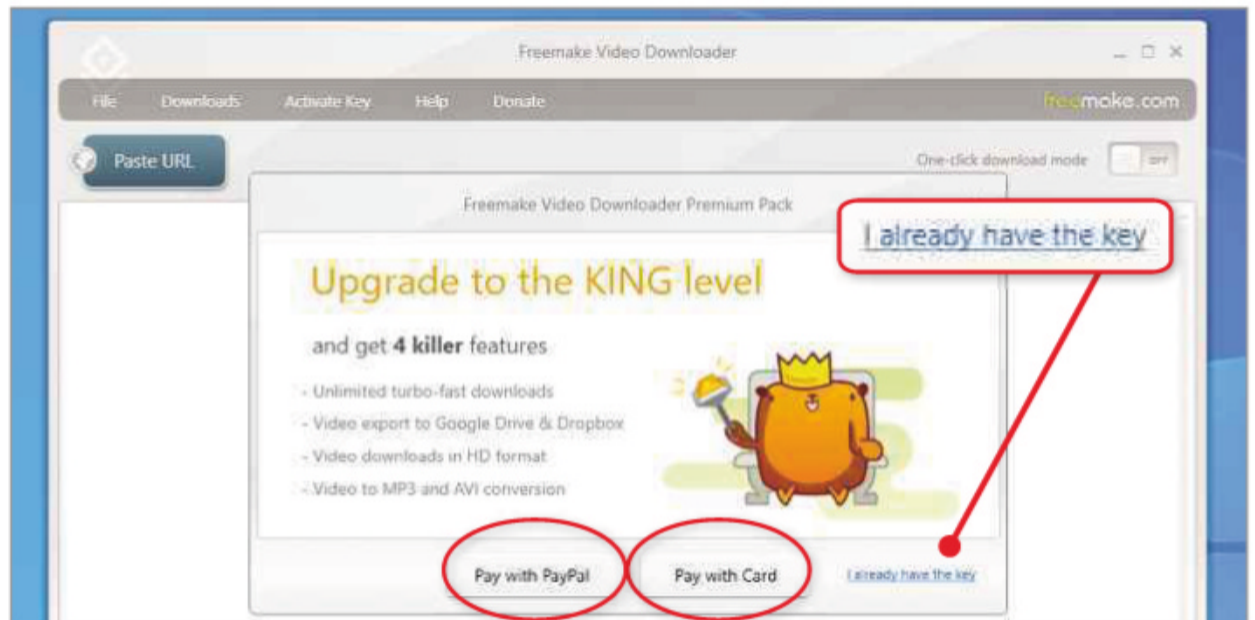 Freemake Video Downloader
File Downloads Activate Key Help Donate freemake.com
Paste URL
One-click download mode OFF
Freemake Video Downloader Premium Pack
I already have the key
Upgrade to the KING level
and get 4 killer features
- Unlimited turbo-fast downloads
- Video export to Google Drive & Dropbox
- Video downloads in HD format
- Video to MP3 and AVI conversion
Pay with PayPal Pay with Card I already have the key